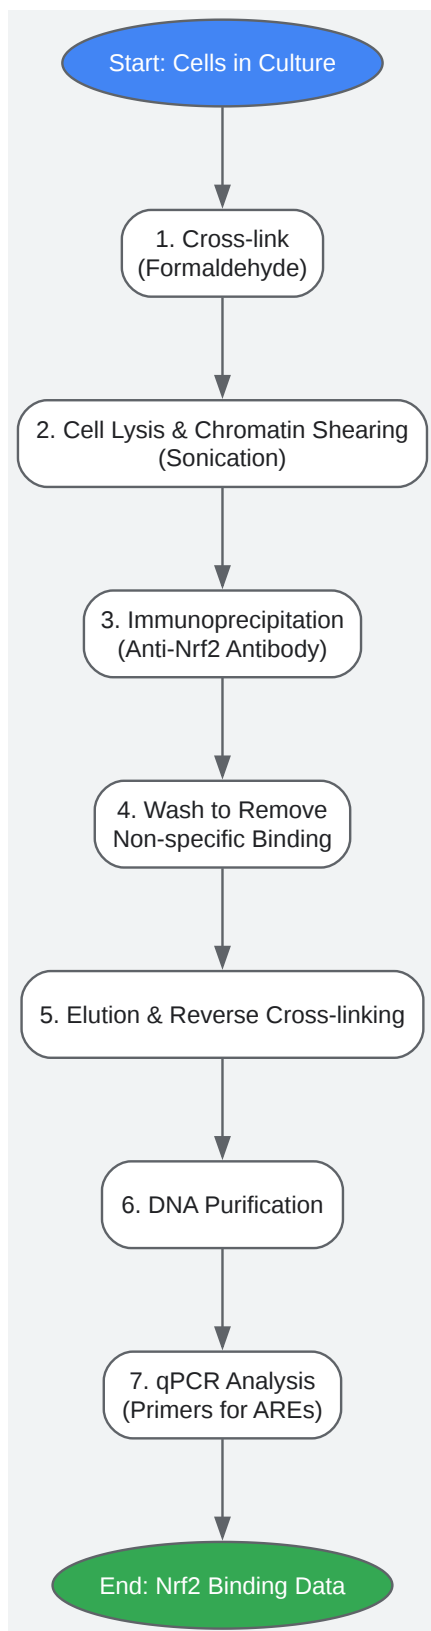 Start: Cells in Culture
1. Cross-link
(Formaldehyde)
2. Cell Lysis & Chromatin Shearing
(Sonication)
3. Immunoprecipitation
(Anti-Nrf2 Antibody)
4. Wash to Remove
Non-specific Binding
5. Elution & Reverse Cross-linking
6. DNA Purification
7. qPCR Analysis
(Primers for AREs)
End: Nrf2 Binding Data